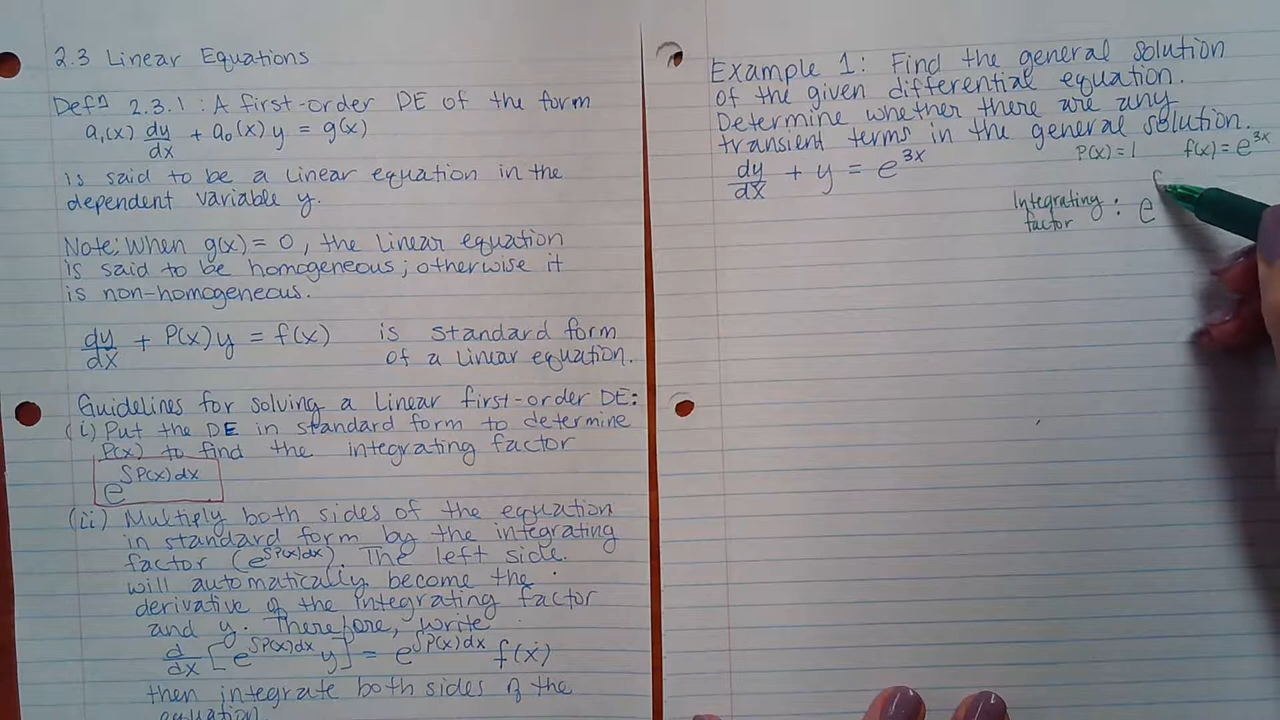 2.3 Linear Equations
Defn 2.3.1 : A first-order DE of the form
a₁(x) dy/dx + a₀(x) y = g(x)
is said to be a linear equation in the
dependent variable y.
Note: When g(x) = 0, the linear equation
is said to be homogeneous; otherwise it
is non-homogeneous.
dy/dx + P(x)y = f(x) is standard form
of a linear equation.
Guidelines for solving a linear first-order DE:
(i) Put the DE in standard form to determine
P(x) to find the integrating factor
e^∫P(x)dx
(ii) Multiply both sides of the equation
in standard form by the integrating
factor (e^∫P(x)dx). The left side
will automatically become the
derivative of the integrating factor
and y. Therefore, write
d/dx [e^∫P(x)dx y] = e^∫P(x)dx f(x)
then integrate both sides of the
equation.
Example 1: Find the general solution
of the given differential equation.
Determine whether there are any
transient terms in the general solution.
P(x) = 1 f(x) = e^3x
dy/dx + y = e^3x
Integrating factor : e